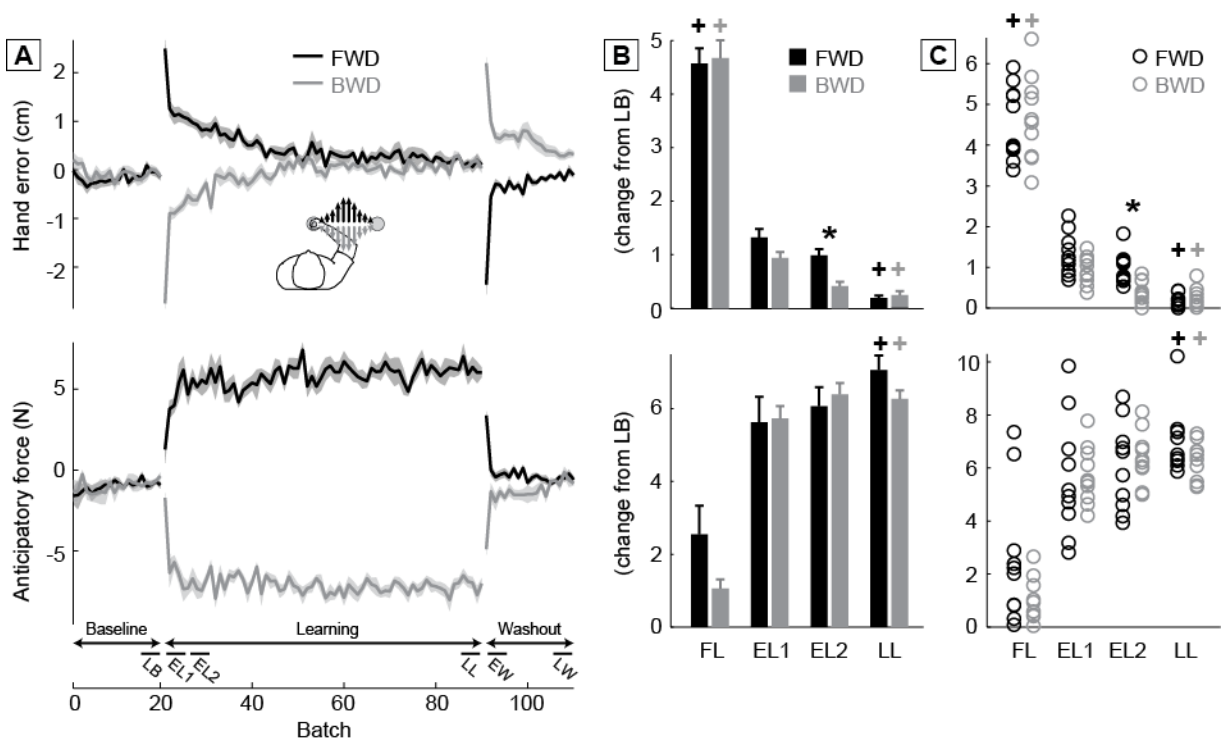 A
FWD
BWD
Hand error (cm)
2
1
0
-1
-2
Anticipatory force (N)
5
0
-5
Baseline
Learning
Washout
LB
EL1
EL2
LL
EW
LW
0
20
40
60
80
100
Batch
B
+ +
FWD
BWD
(change from LB)
5
4
3
2
1
0
*
+ +
(change from LB)
6
4
2
0
+ +
FL
EL1
EL2
LL
C
+ +
FWD
BWD
6
5
4
3
2
1
0
*
+ +
+ +
10
8
6
4
2
0
FL
EL1
EL2
LL